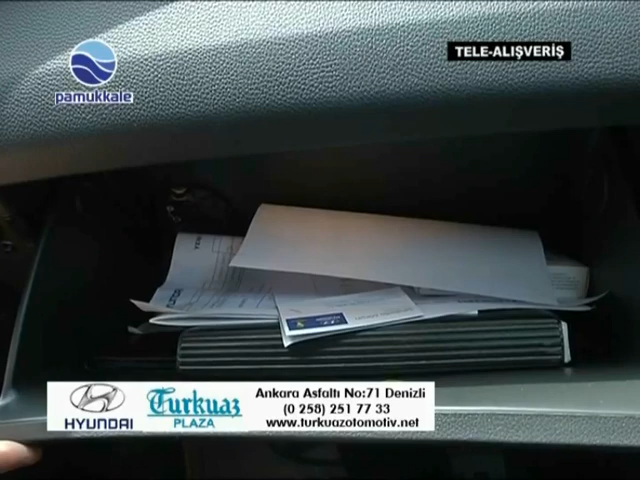 pamukkale
TELE-ALIŞVERİŞ
HYUNDAI
Turkuaz
PLAZA
Ankara Asfaltı No:71 Denizli
(0 258) 251 77 33
www.turkuazotomotiv.net